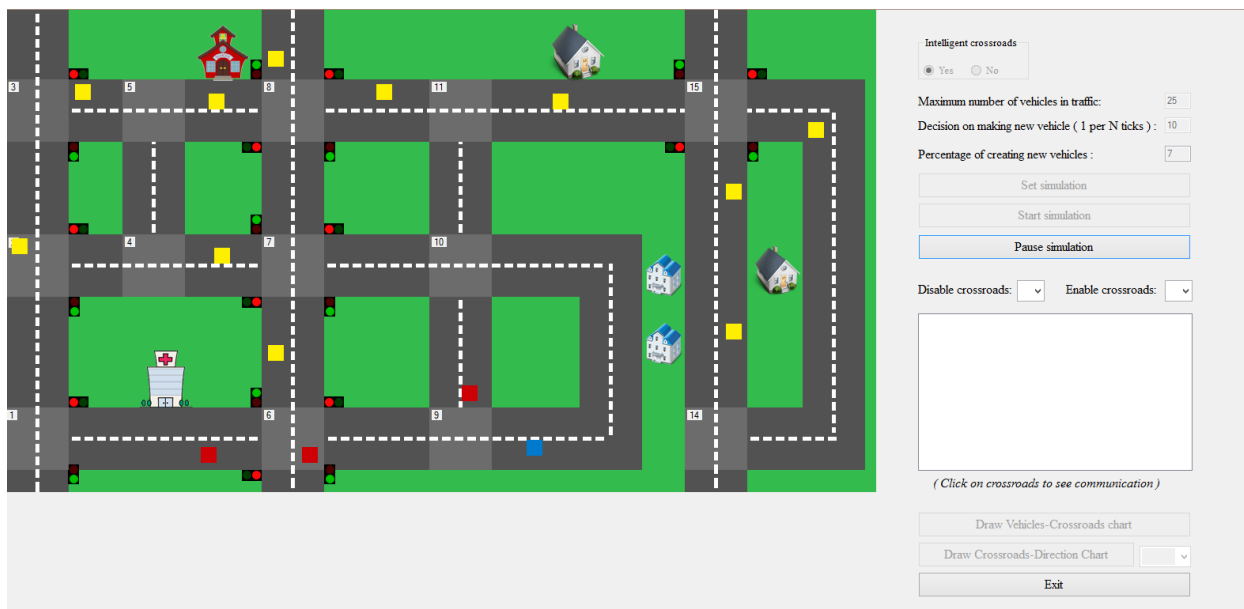 Intelligent crossroads
Yes No
3
5
8
11
15
Maximum number of vehicles in traffic: 25
Decision on making new vehicle ( 1 per N ticks ) : 10
Percentage of creating new vehicles : 7
Set simulation
Start simulation
4
7
10
Pause simulation
Disable crossroads: Enable crossroads:
1
6
9
14
( Click on crossroads to see communication )
Draw Vehicles-Crossroads chart
Draw Crossroads-Direction Chart
Exit